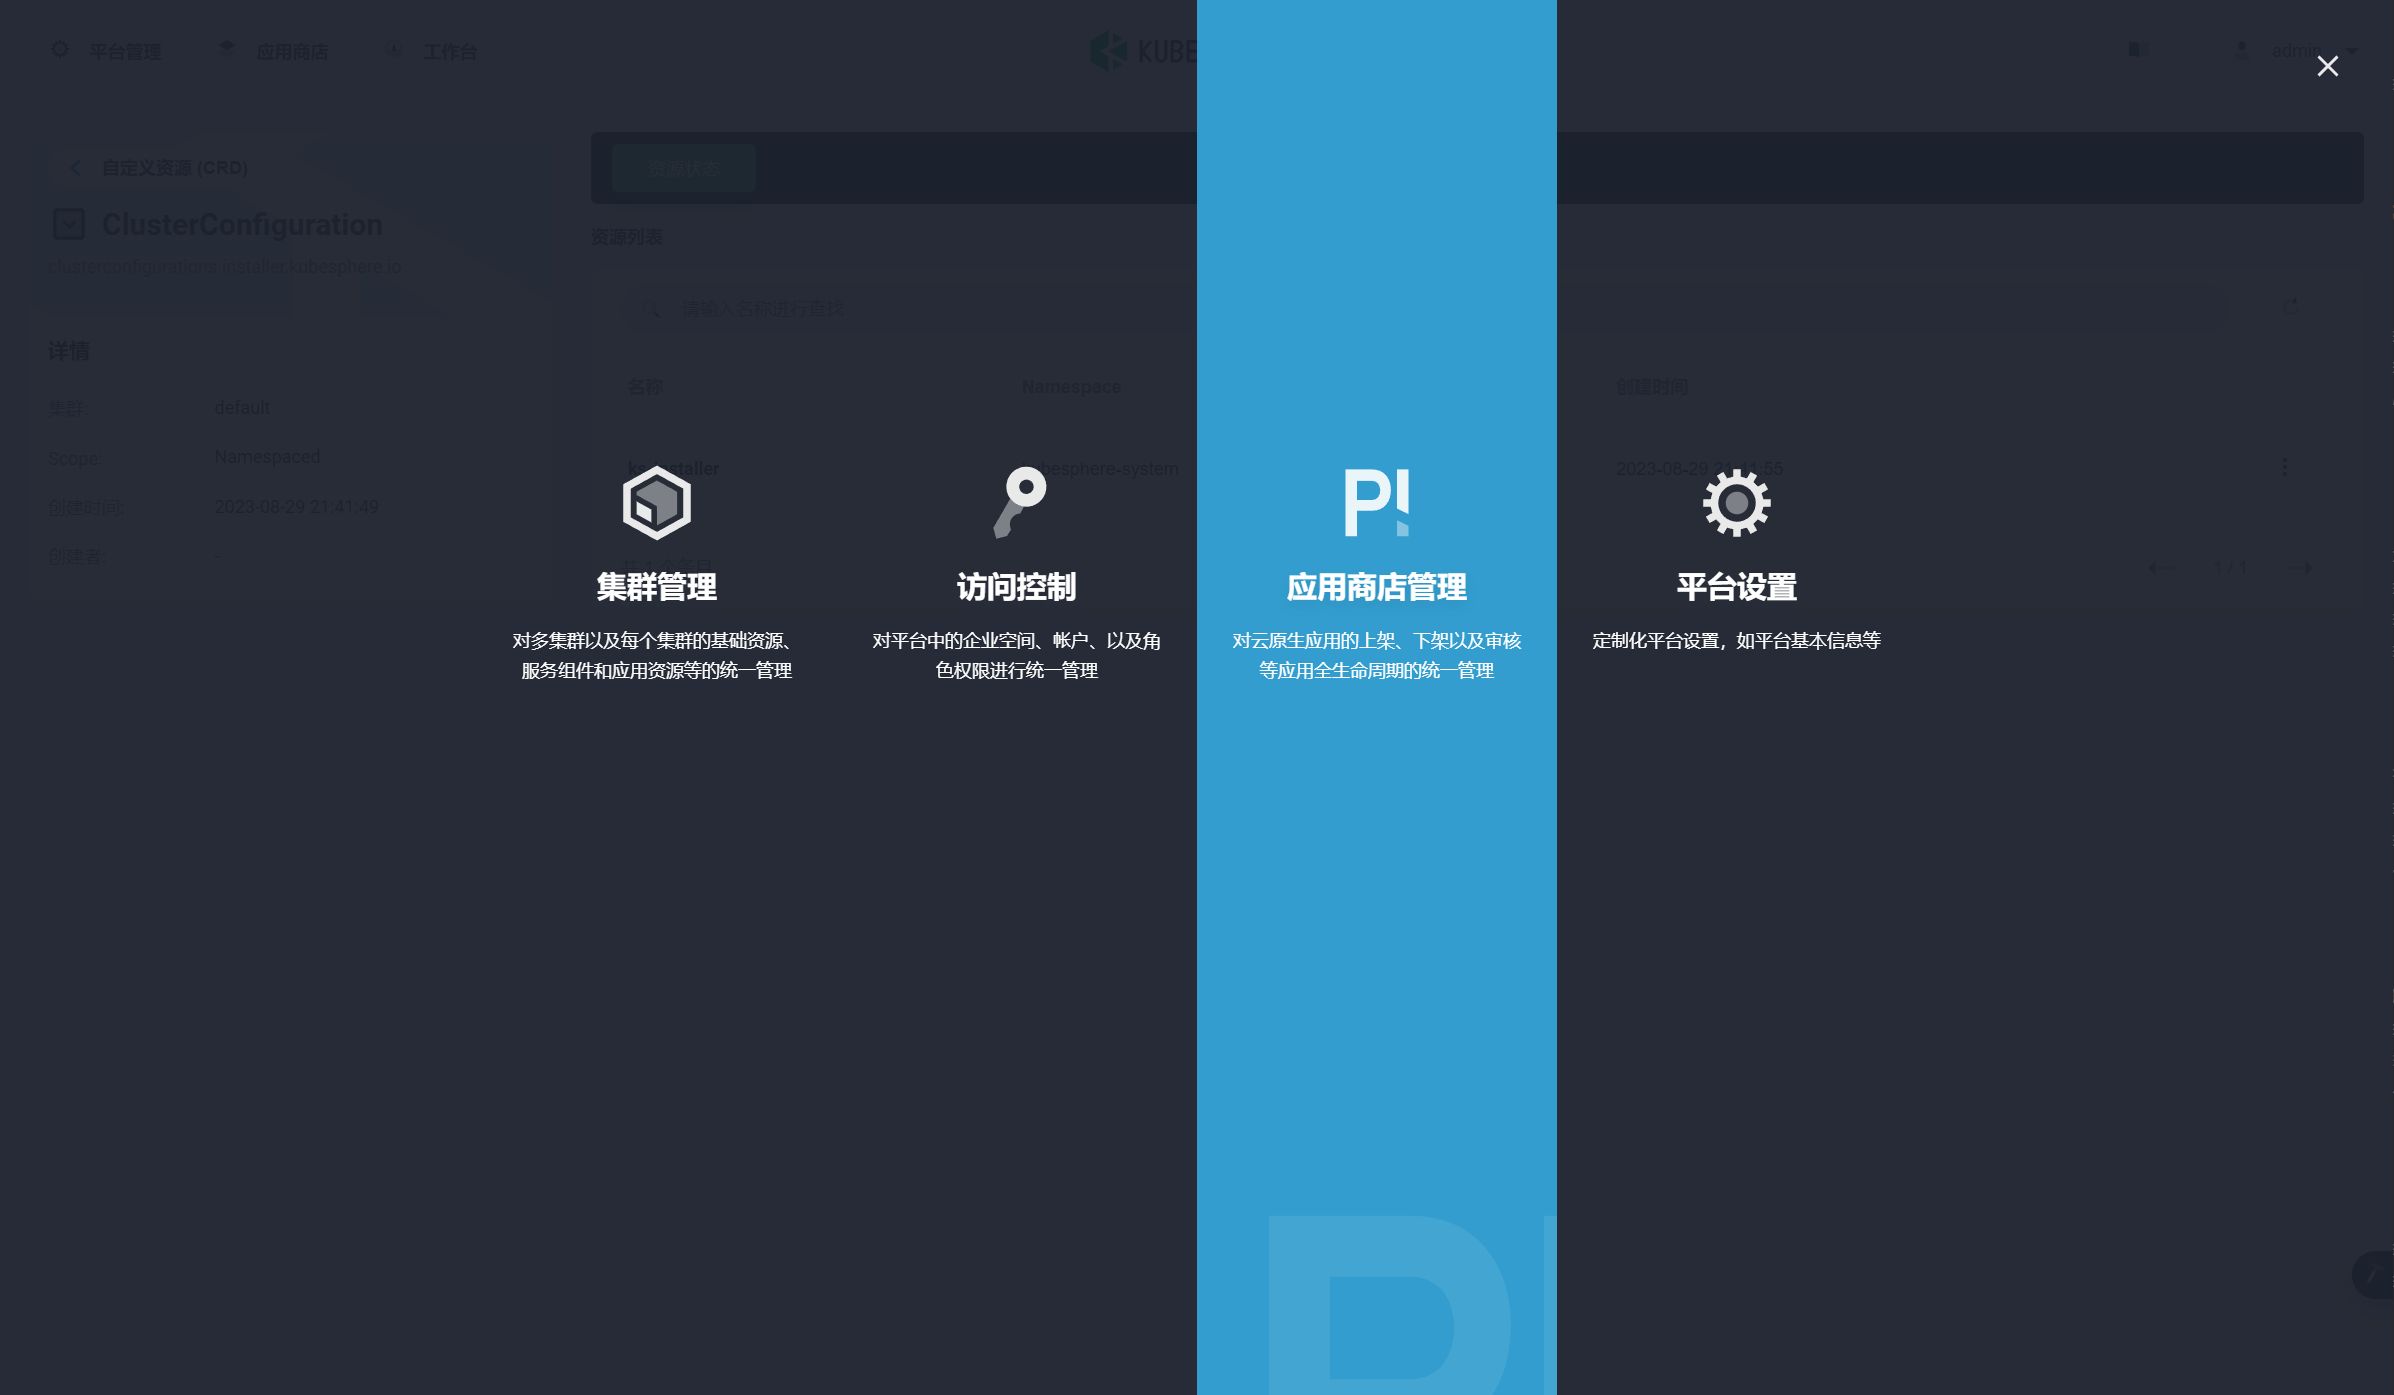 平台管理
应用商店
工作台
KUBE
admin
自定义资源 (CRD)
ClusterConfiguration
clusterconfigurations.installer.kubesphere.io
资源状态
资源列表
请输入名称进行查找
详情
集群:
default
Scope:
Namespaced
创建时间:
2023-08-29 21:41:49
创建者:
-
名称
Namespace
创建时间
ks-installer
kubesphere-system
2023-08-29 21:41:55
1 / 1
集群管理
对多集群以及每个集群的基础资源、
服务组件和应用资源等的统一管理
访问控制
对平台中的企业空间、帐户、以及角
色权限进行统一管理
应用商店管理
对云原生应用的上架、下架以及审核
等应用全生命周期的统一管理
平台设置
定制化平台设置，如平台基本信息等